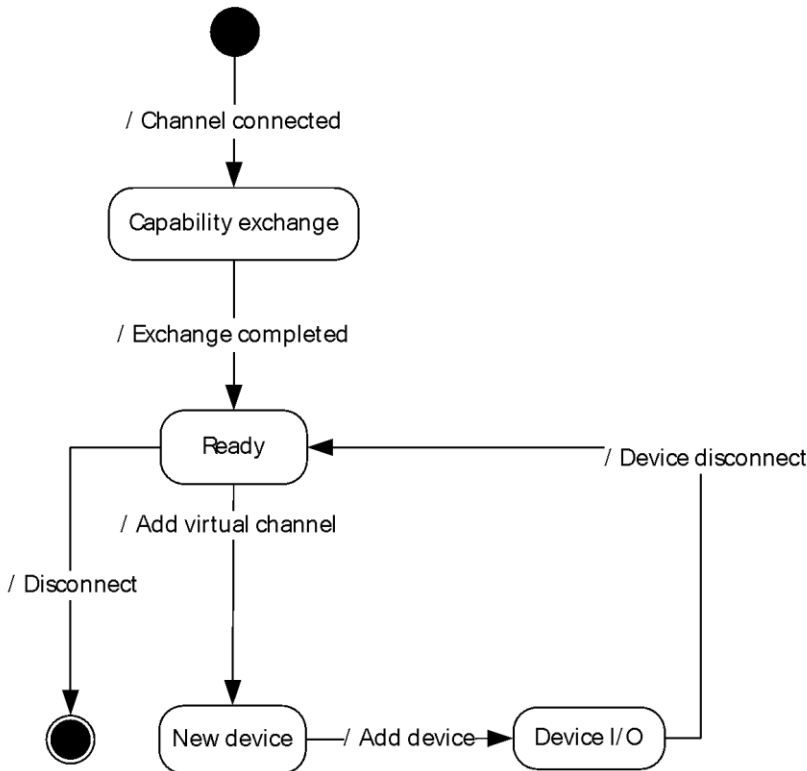 / Channel connected
Capability exchange
/ Exchange completed
Ready
/ Device disconnect
/ Add virtual channel
/ Disconnect
New device
/ Add device
Device I/O